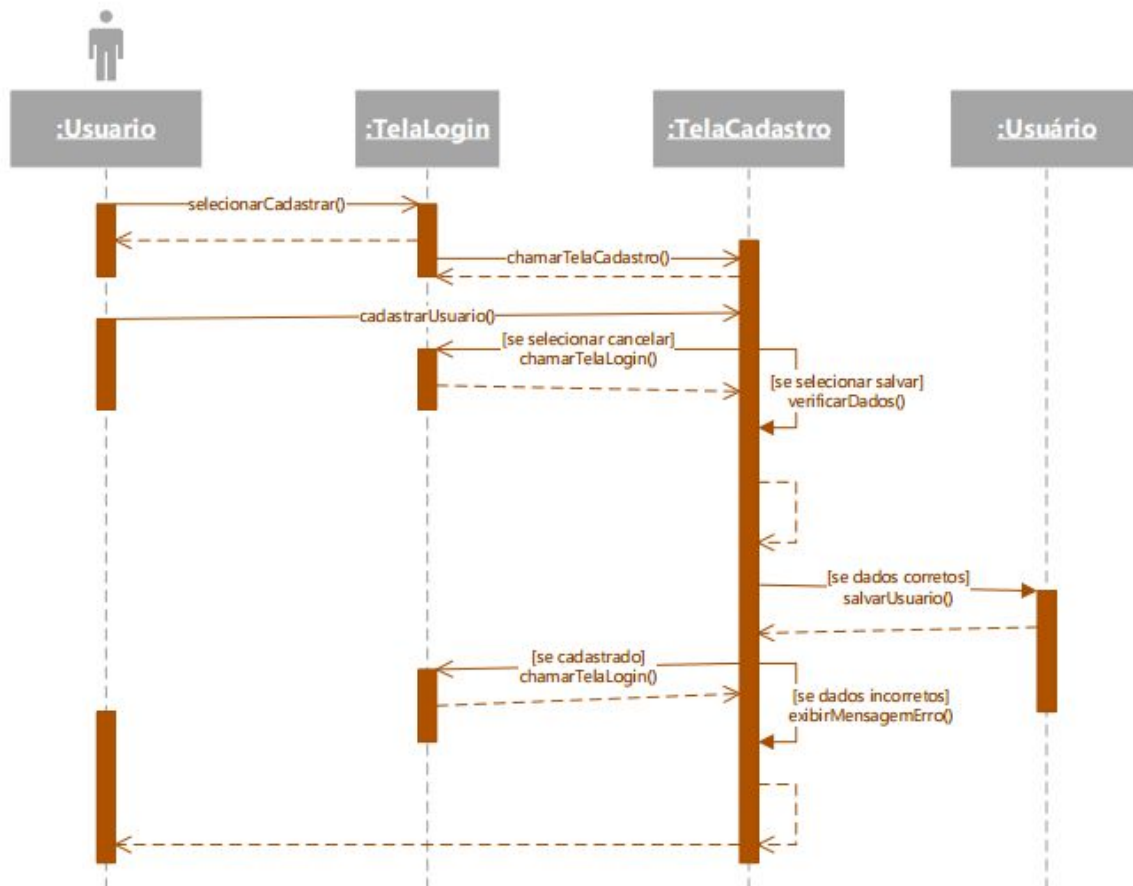 :Usuario
:TelaLogin
:TelaCadastro
:Usuário
selecionarCadastrar()
chamarTelaCadastro()
cadastrarUsuario()
[se selecionar cancelar]
chamarTelaLogin()
[se selecionar salvar]
verificarDados()
[se dados corretos]
salvarUsuario()
[se cadastrado]
chamarTelaLogin()
[se dados incorretos]
exibirMensagemErro()